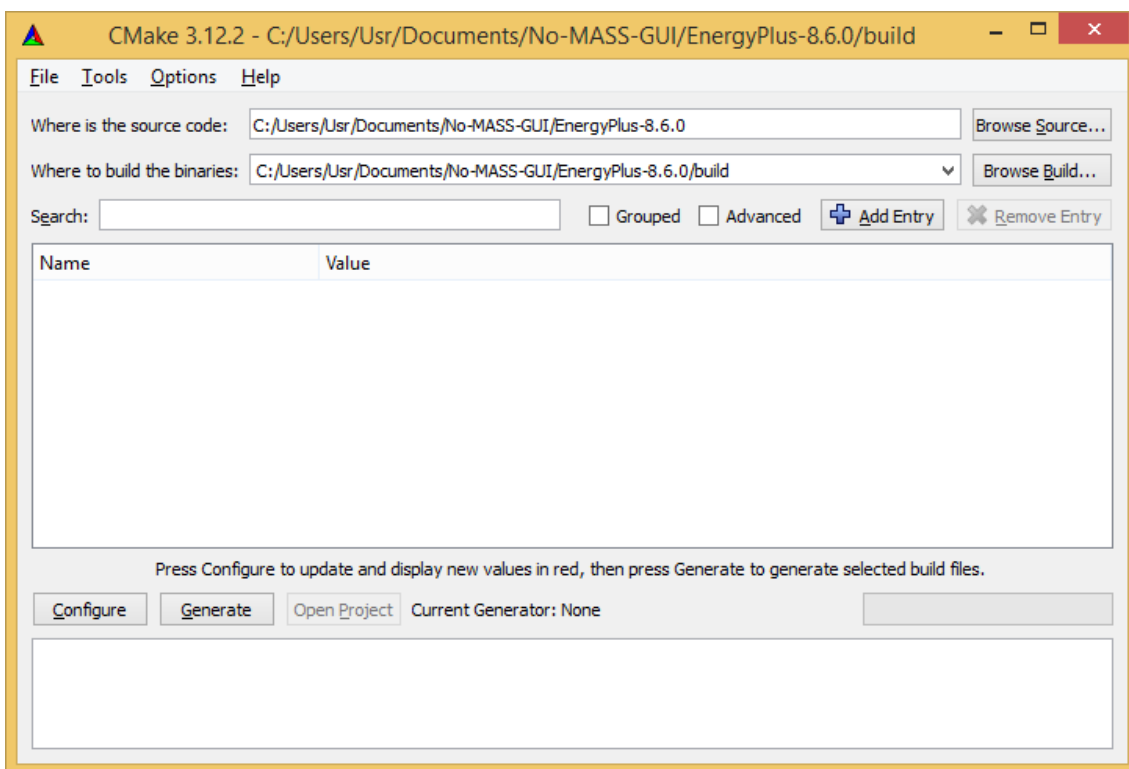 CMake 3.12.2 - C:/Users/Usr/Documents/No-MASS-GUI/EnergyPlus-8.6.0/build
File Tools Options Help
Where is the source code: C:/Users/Usr/Documents/No-MASS-GUI/EnergyPlus-8.6.0 Browse Source...
Where to build the binaries: C:/Users/Usr/Documents/No-MASS-GUI/EnergyPlus-8.6.0/build Browse Build...
Search: Grouped Advanced Add Entry Remove Entry
Name Value
Press Configure to update and display new values in red, then press Generate to generate selected build files.
Configure Generate Open Project Current Generator: None